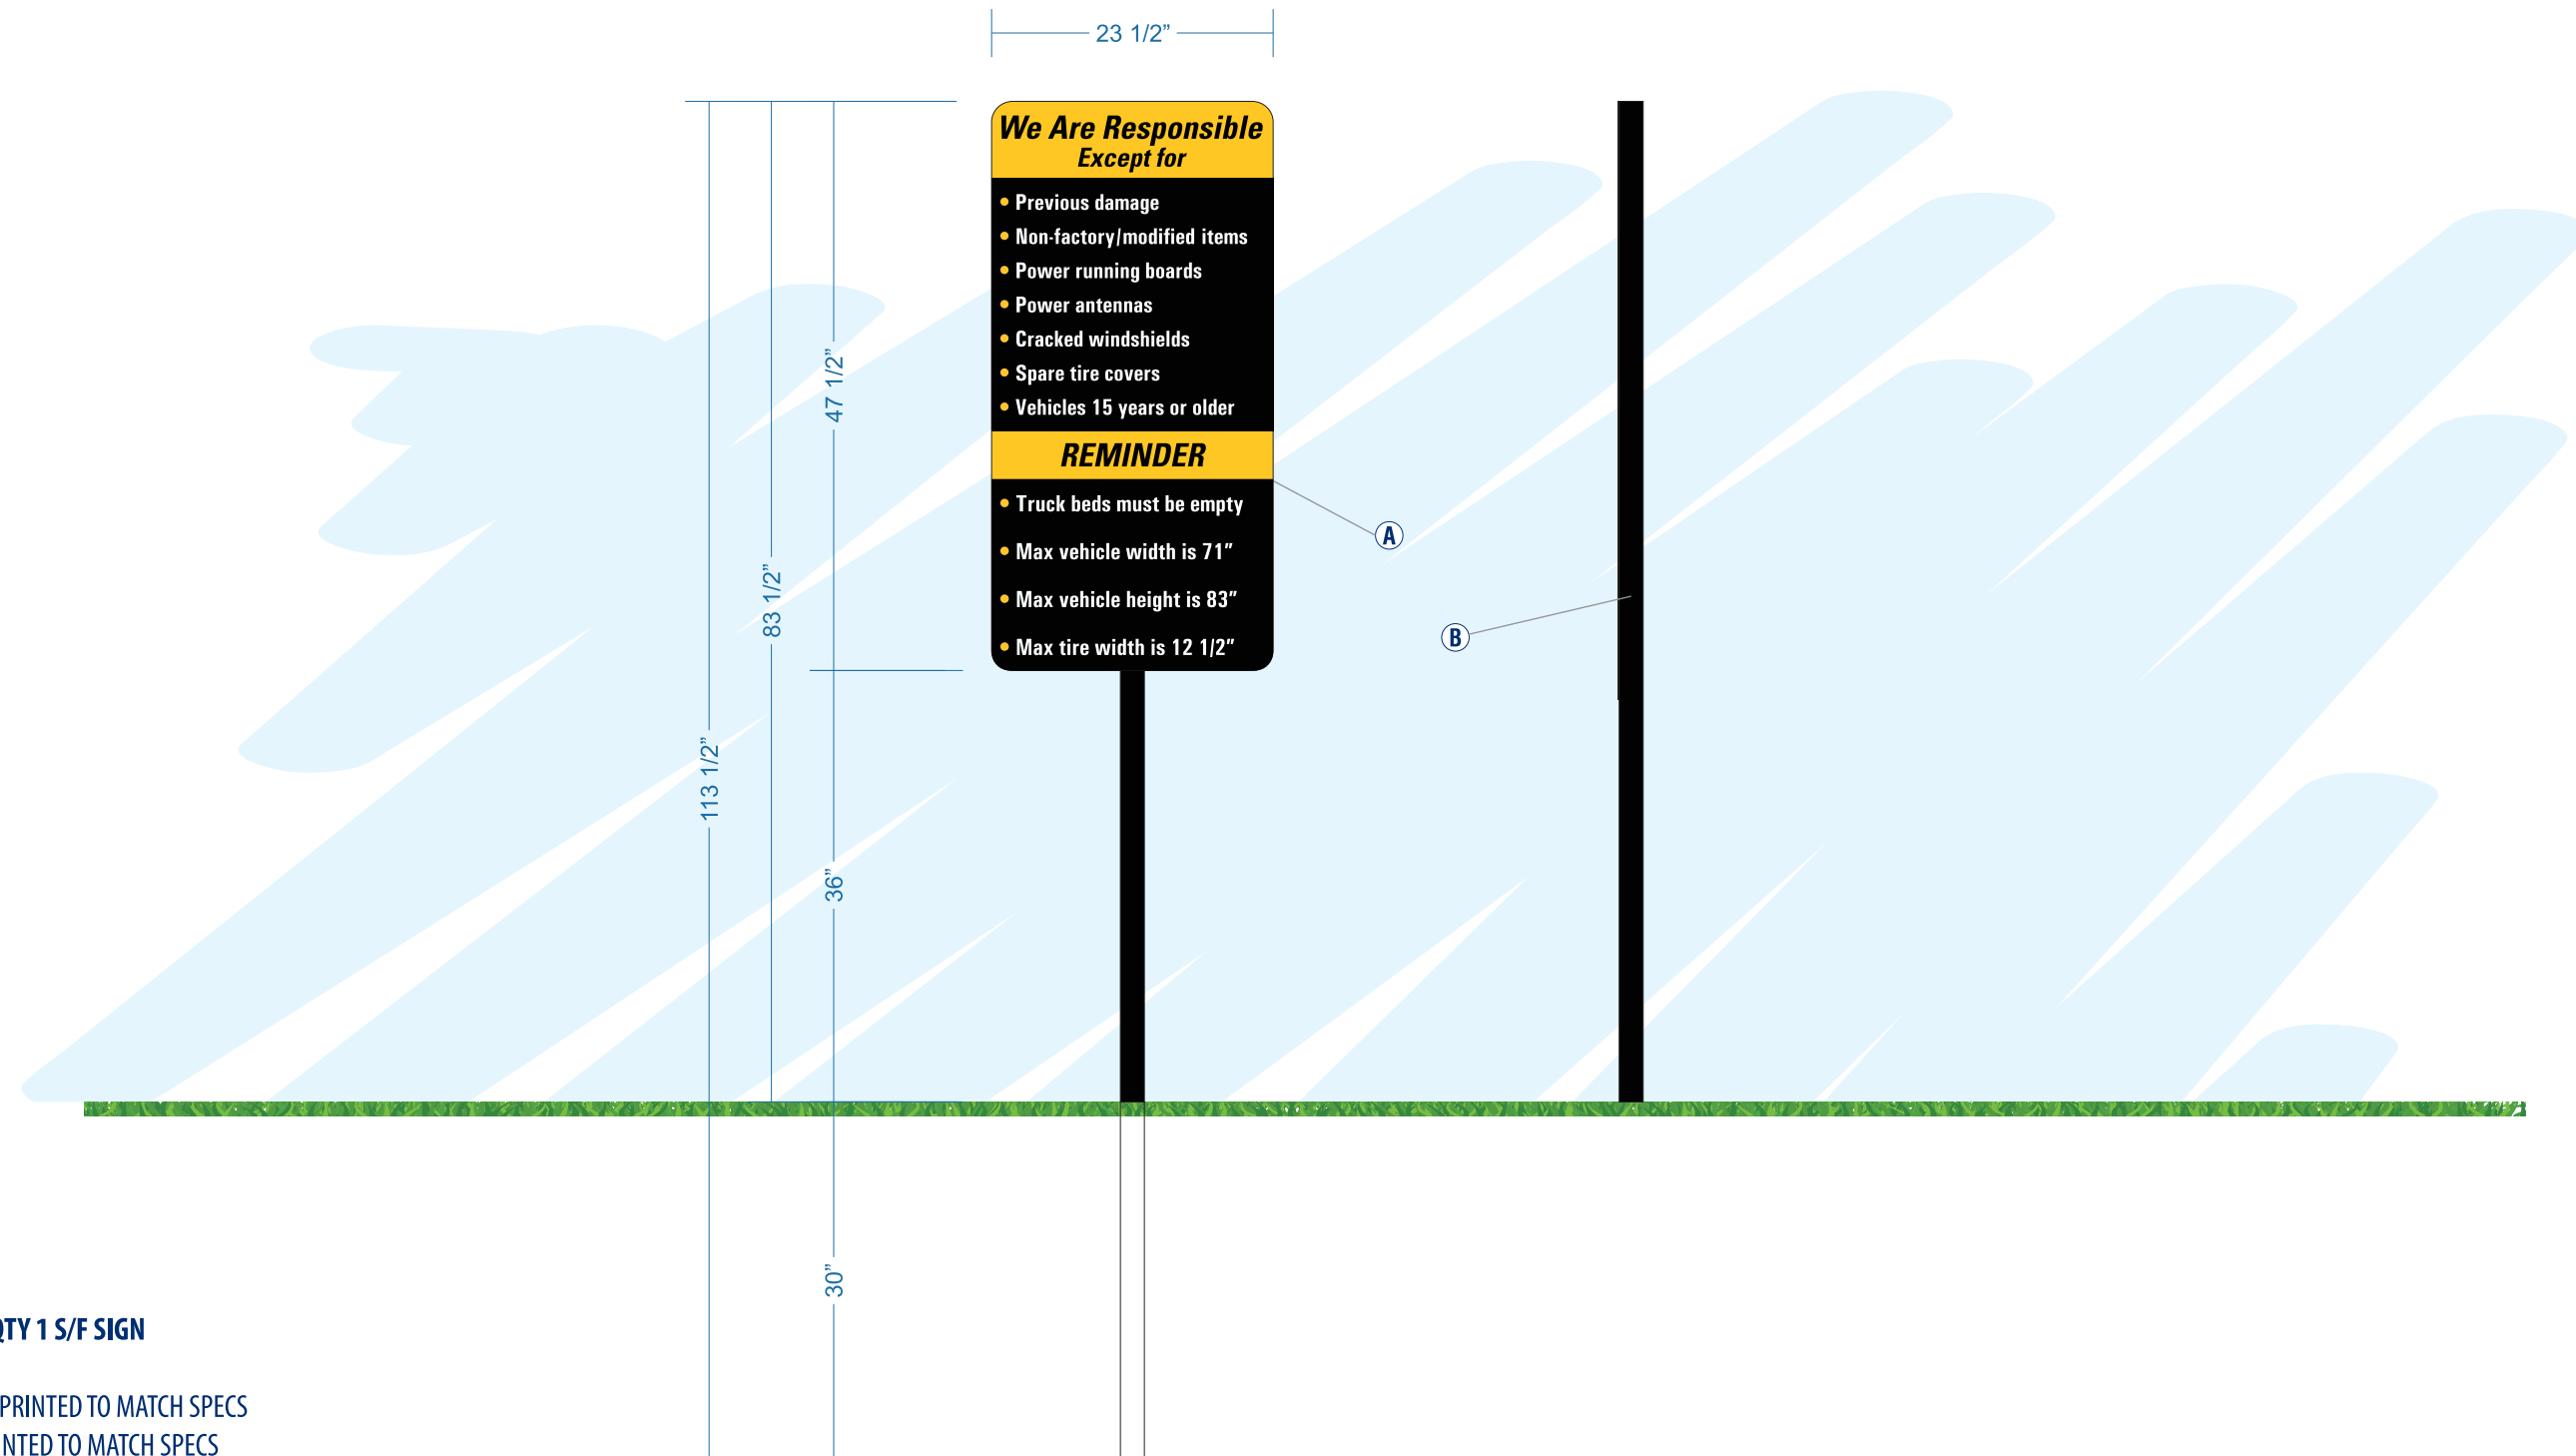 23 1/2”
We Are Responsible
Except for
• Previous damage
• Non-factory/modified items
• Power running boards
• Power antennas
• Cracked windshields
• Spare tire covers
• Vehicles 15 years or older
REMINDER
• Truck beds must be empty
• Max vehicle width is 71”
• Max vehicle height is 83”
• Max tire width is 12 1/2”
47 1/2”
83 1/2”
113 1/2”
36”
30”
A
B
QTY 1 S/F SIGN
PRINTED TO MATCH SPECS
TO MATCH SPECS